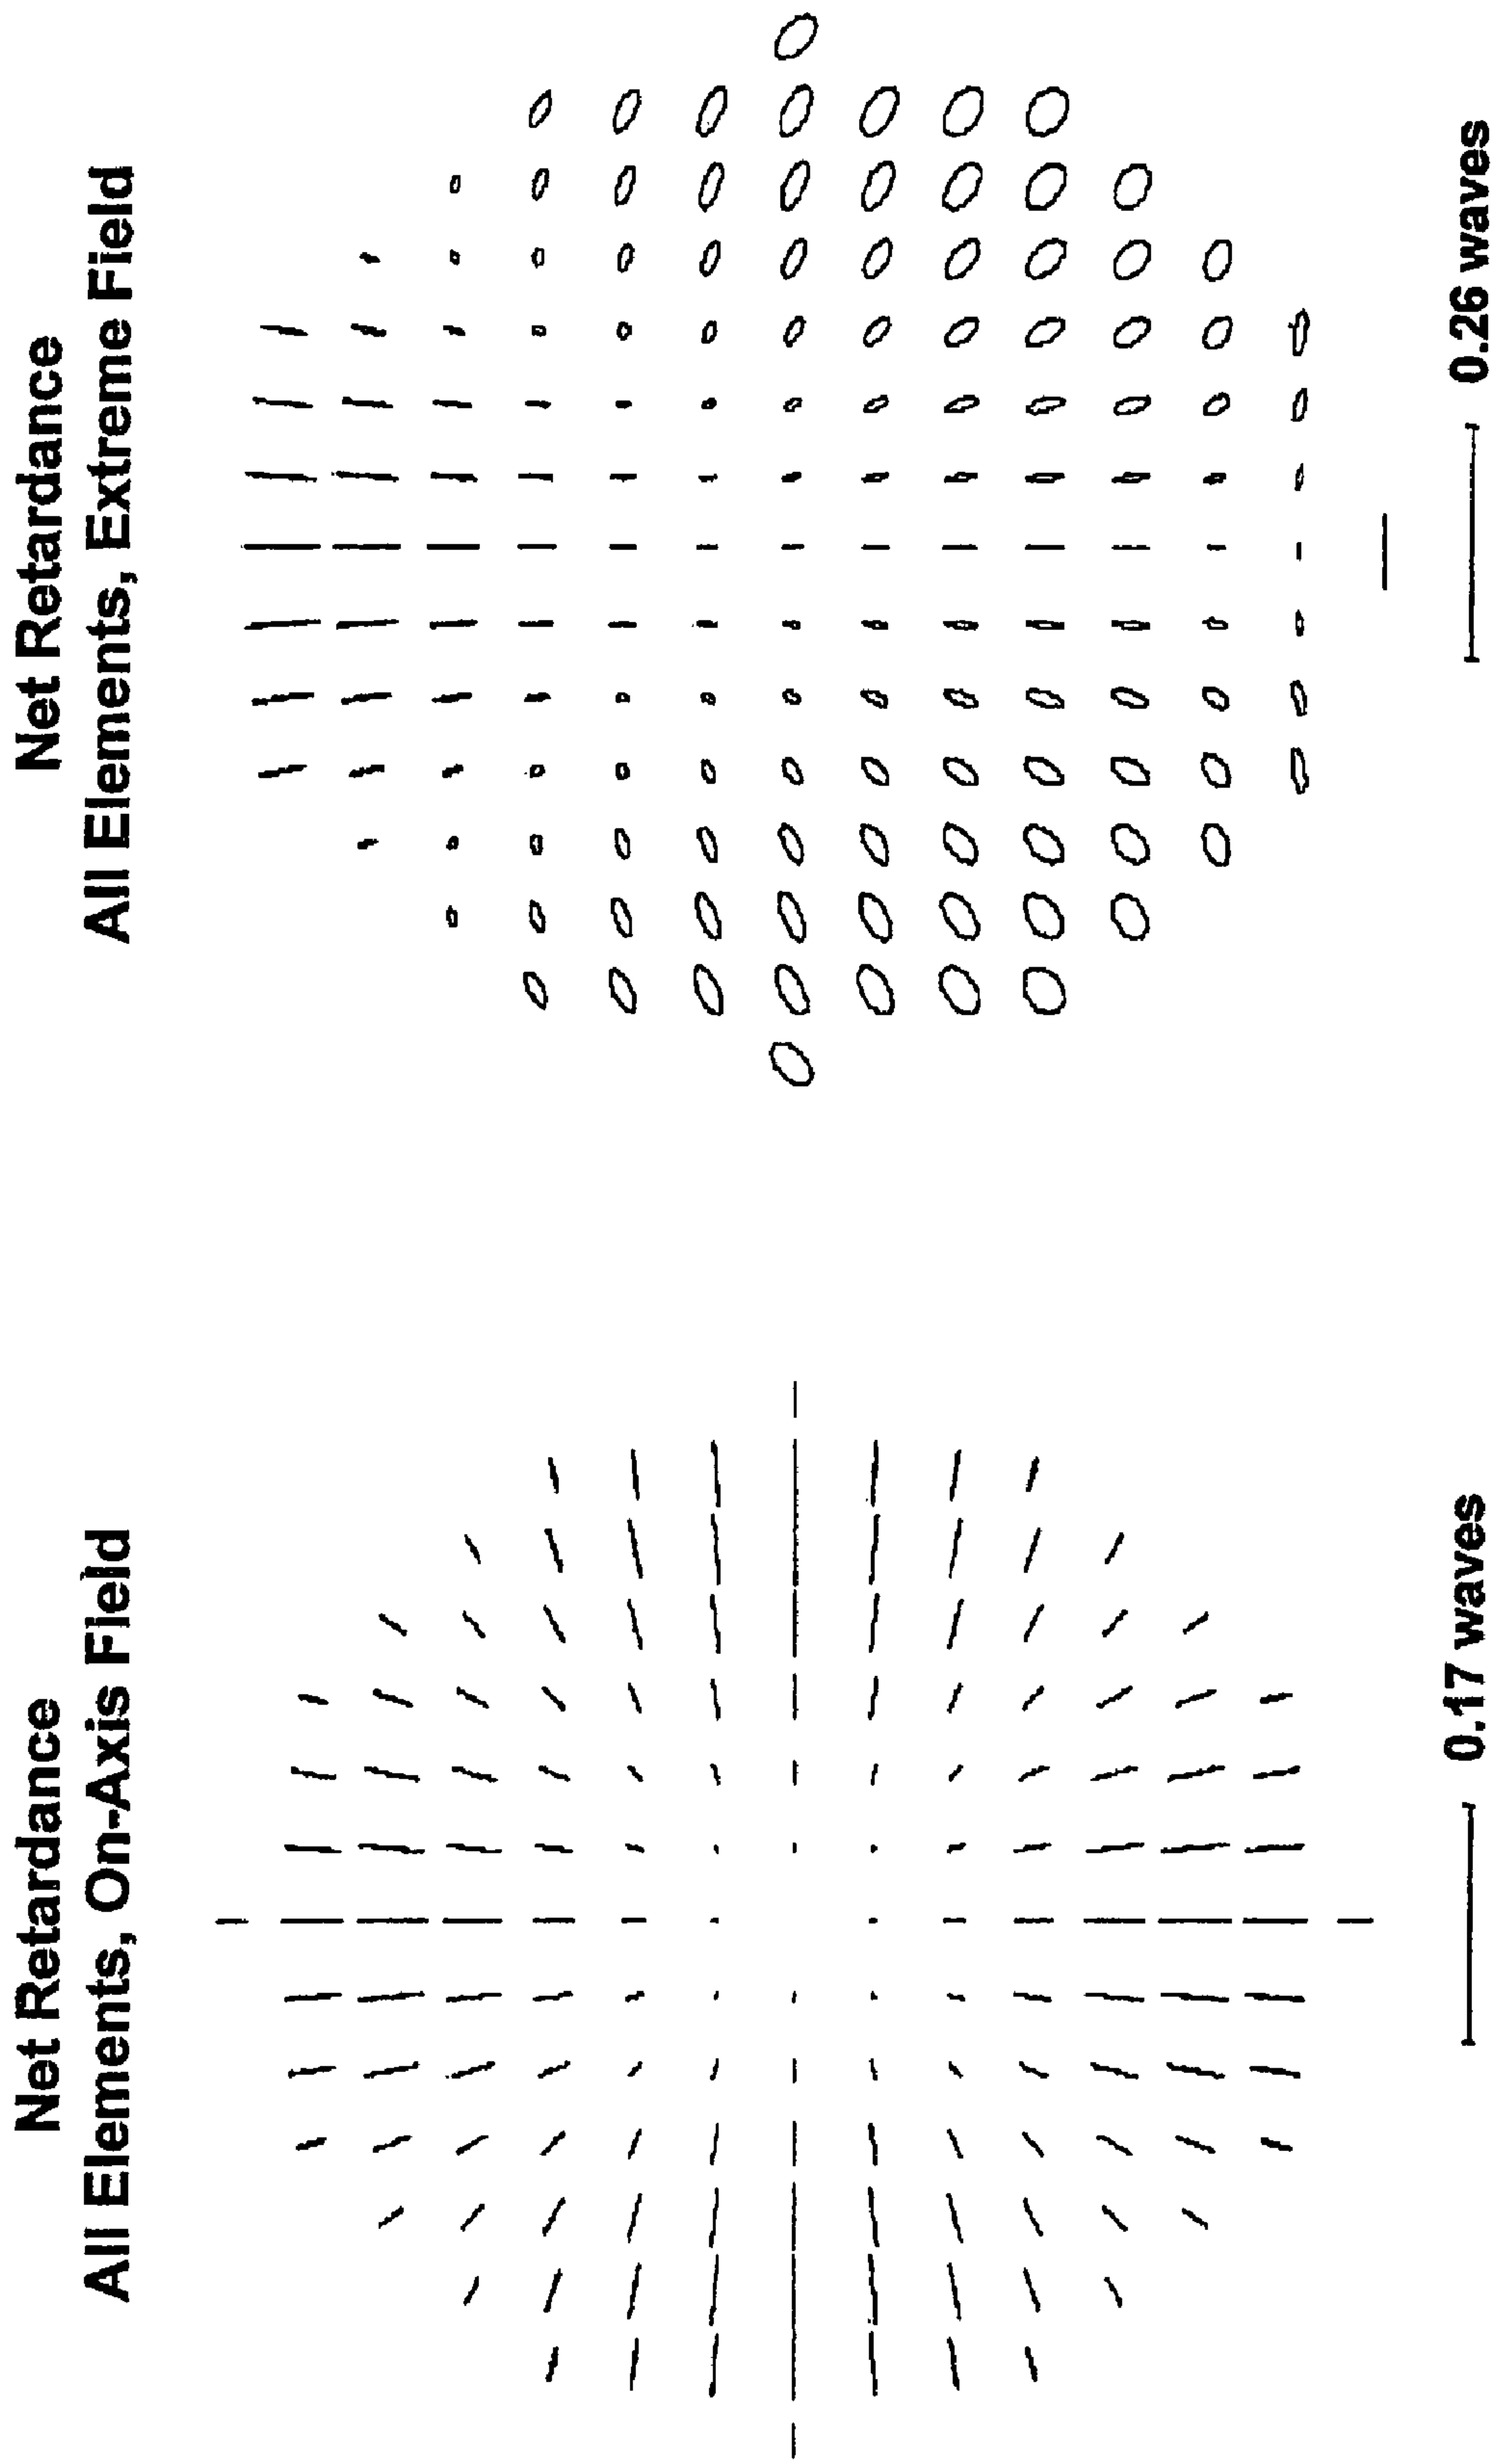 Net Retardance
All Elements, On-Axis Field
0.17 waves
Net Retardance
All Elements, Extreme Field
0.26 waves